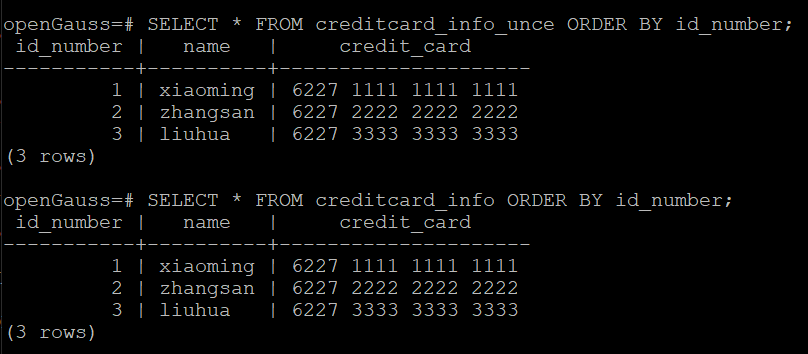 openGauss=# SELECT * FROM creditcard_info_unce ORDER BY id_number;
 id_number |   name   |     credit_card
-----------+----------+---------------------
         1 | xiaoming | 6227 1111 1111 1111
         2 | zhangsan | 6227 2222 2222 2222
         3 | liuhua   | 6227 3333 3333 3333
(3 rows)
openGauss=# SELECT * FROM creditcard_info ORDER BY id_number;
 id_number |   name   |     credit_card
-----------+----------+---------------------
         1 | xiaoming | 6227 1111 1111 1111
         2 | zhangsan | 6227 2222 2222 2222
         3 | liuhua   | 6227 3333 3333 3333
(3 rows)